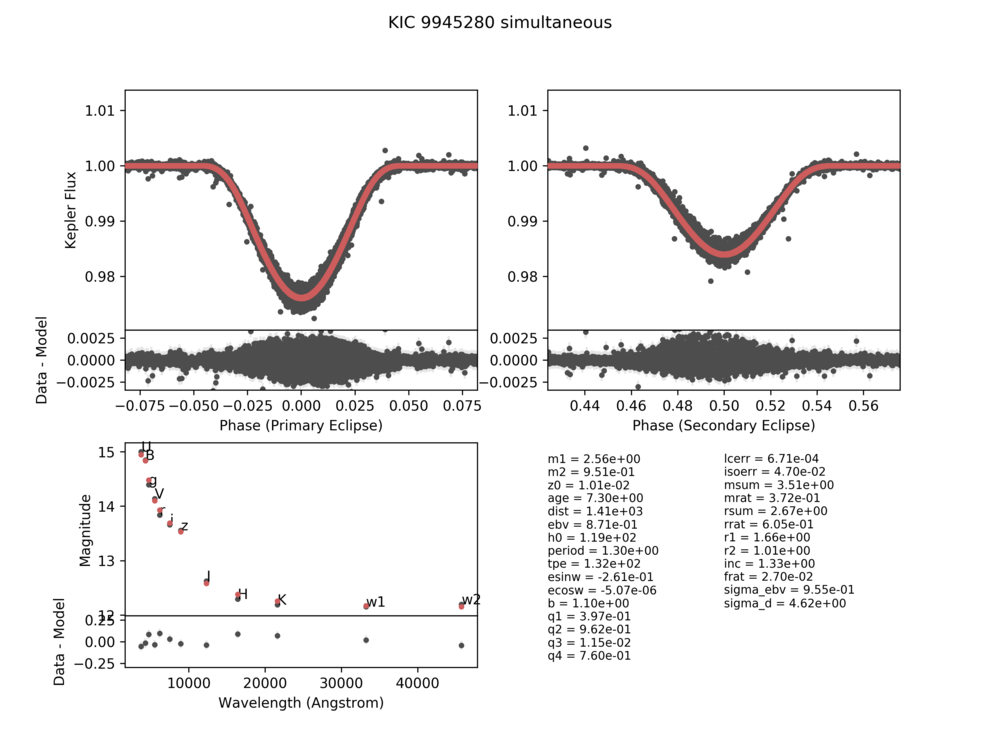 KIC 9945280 simultaneous
1.01
1.00
0.99
0.98
Kepler Flux
0.0025
0.0000
−0.0025
Data - Model
−0.075 −0.050 −0.025 0.000 0.025 0.050 0.075
Phase (Primary Eclipse)
1.01
1.00
0.99
0.98
0.0025
0.0000
−0.0025
0.44 0.46 0.48 0.50 0.52 0.54 0.56
Phase (Secondary Eclipse)
15
14
13
12
Magnitude
U
B
g
V
r
i
z
J
H
K
w1
w2
0.25
0.00
−0.25
Data - Model
10000 20000 30000 40000
Wavelength (Angstrom)
m1 = 2.56e+00
m2 = 9.51e-01
z0 = 1.01e-02
age = 7.30e+00
dist = 1.41e+03
ebv = 8.71e-01
h0 = 1.19e+02
period = 1.30e+00
tpe = 1.32e+02
esinw = -2.61e-01
ecosw = -5.07e-06
b = 1.10e+00
q1 = 3.97e-01
q2 = 9.62e-01
q3 = 1.15e-02
q4 = 7.60e-01
lcerr = 6.71e-04
isoerr = 4.70e-02
msum = 3.51e+00
mrat = 3.72e-01
rsum = 2.67e+00
rrat = 6.05e-01
r1 = 1.66e+00
r2 = 1.01e+00
inc = 1.33e+00
frat = 2.70e-02
sigma_ebv = 9.55e-01
sigma_d = 4.62e+00